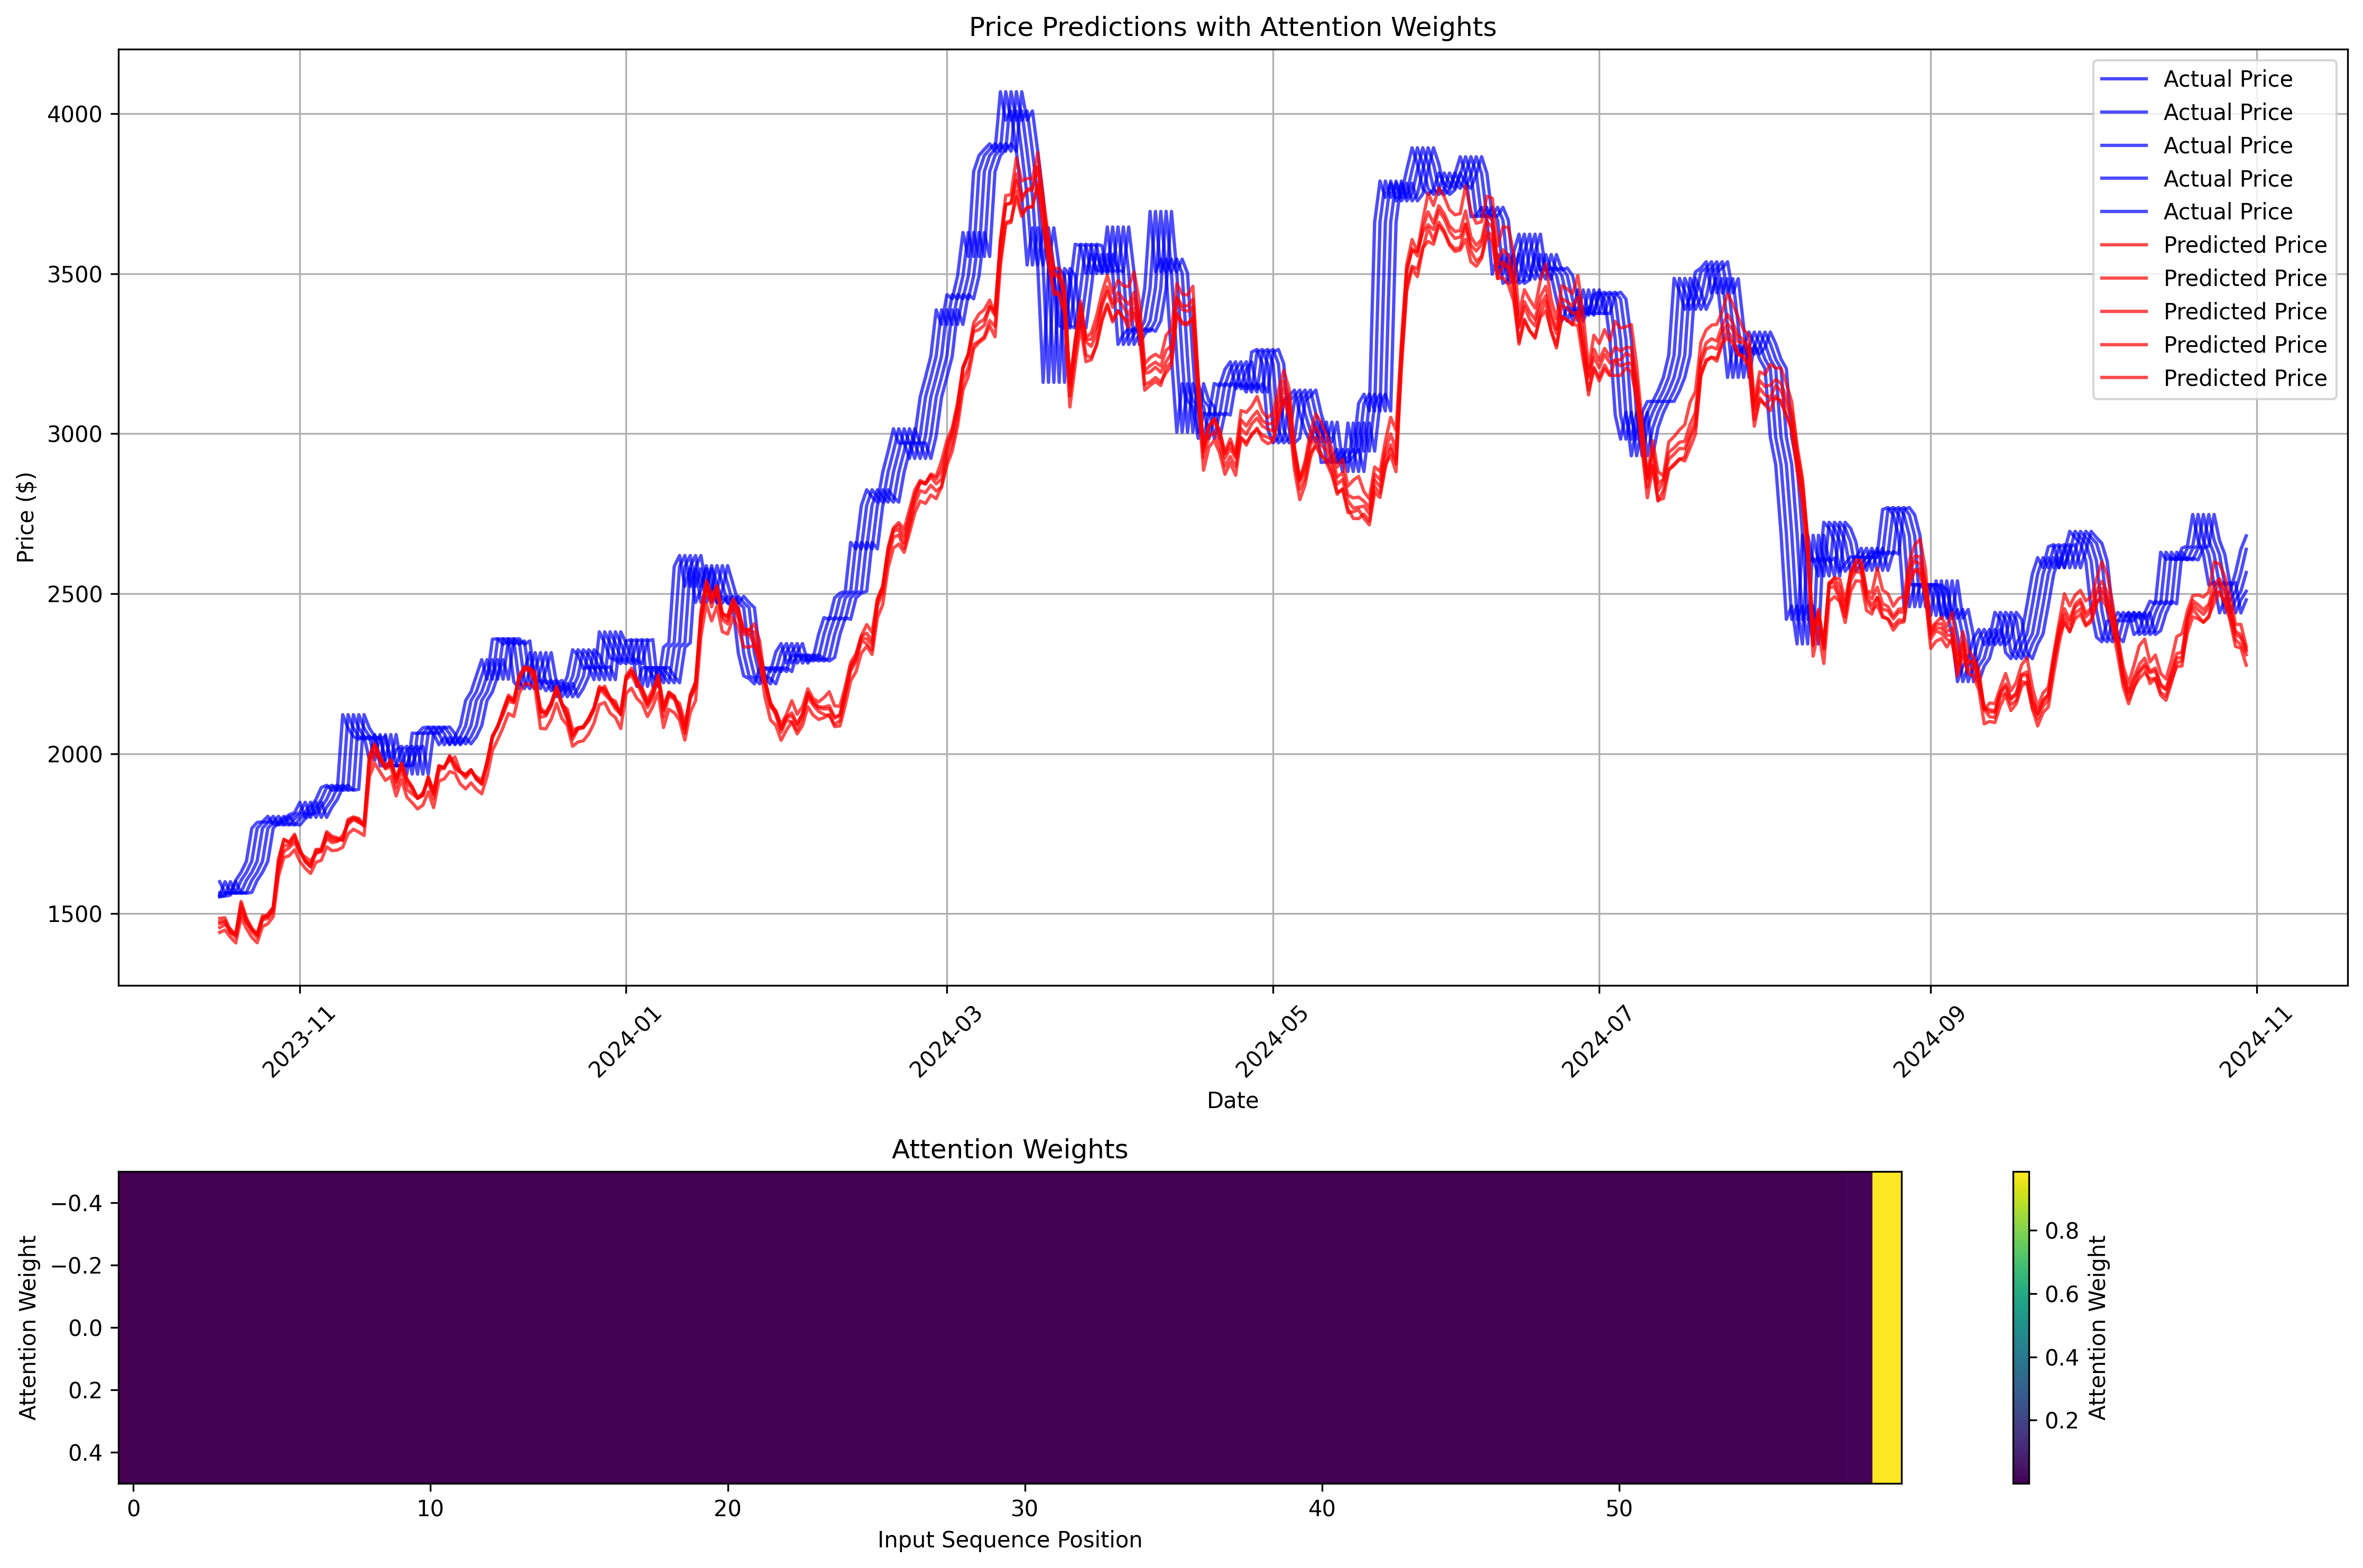 Price Predictions with Attention Weights
Price ($)
4000
3500
3000
2500
2000
1500
Actual Price
Actual Price
Actual Price
Actual Price
Actual Price
Predicted Price
Predicted Price
Predicted Price
Predicted Price
Predicted Price
2023-11
2024-01
2024-03
2024-05
2024-07
2024-09
2024-11
Date
Attention Weights
Attention Weight
−0.4
−0.2
0.0
0.2
0.4
0
10
20
30
40
50
Input Sequence Position
0.8
0.6
0.4
0.2
Attention Weight